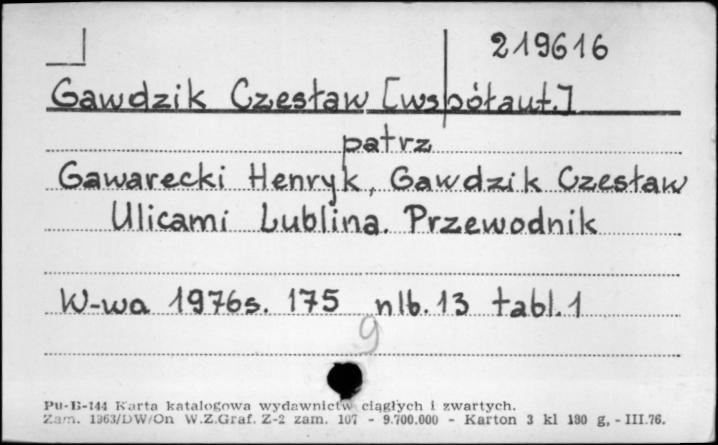 219616
Gawdzik Czesław [współaut.]
patrz
Gawarecki Henryk, Gawdzik Czesław
Ulicami Lublina. Przewodnik
W-wa 1976 s. 175 nlb. 13 tabl. 1
9
Pu-B-144 Karta katalogowa wydawnictw ciągłych i zwartych.
Zam. 1363/DW/On W.Z.Graf. Z-2 zam. 107 - 9.700.000 - Karton 3 kl 180 g, - III.76.